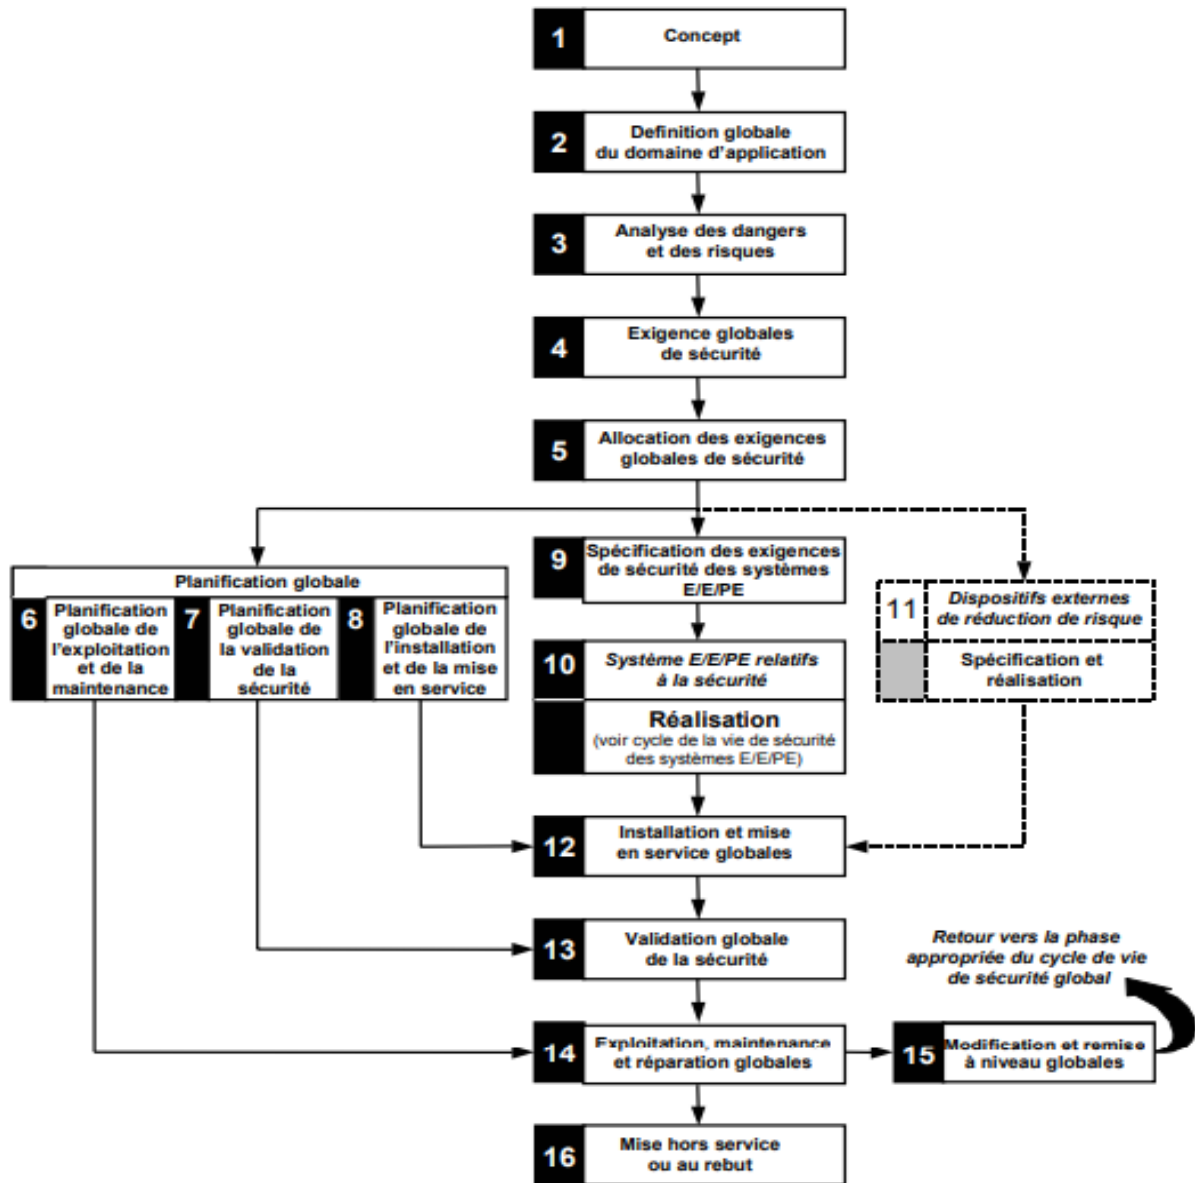 1
Concept
2
Definition globale
du domaine d'application
3
Analyse des dangers
et des risques
4
Exigence globales
de sécurité
5
Allocation des exigences
globales de sécurité
Planification globale
6
Planification
globale de
l'exploitation
et de la
maintenance
7
Planification
globale de
la validation
de la
sécurité
8
Planification
globale de
l'installation
et de la mise
en service
9
Spécification des exigences
de sécurité des systèmes
E/E/PE
10
Système E/E/PE relatifs
à la sécurité
Réalisation
(voir cycle de la vie de sécurité
des systèmes E/E/PE)
11
Dispositifs externes
de réduction de risque
Spécification et
réalisation
12
Installation et mise
en service globales
13
Validation globale
de la sécurité
Retour vers la phase
appropriée du cycle de vie
de sécurité global
14
Exploitation, maintenance
et réparation globales
15
Modification et remise
à niveau globales
16
Mise hors service
ou au rebut